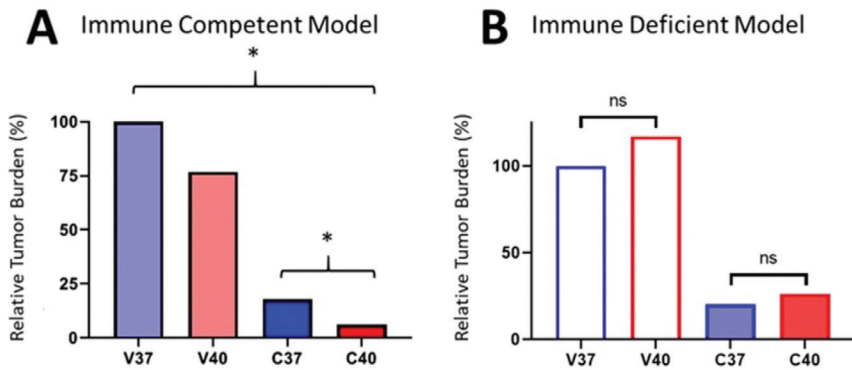 A Immune Competent Model
*
*
Relative Tumor Burden (%)
100
75
50
25
0
V37 V40 C37 C40
B Immune Deficient Model
ns
ns
Relative Tumor Burden (%)
100
50
0
V37 V40 C37 C40